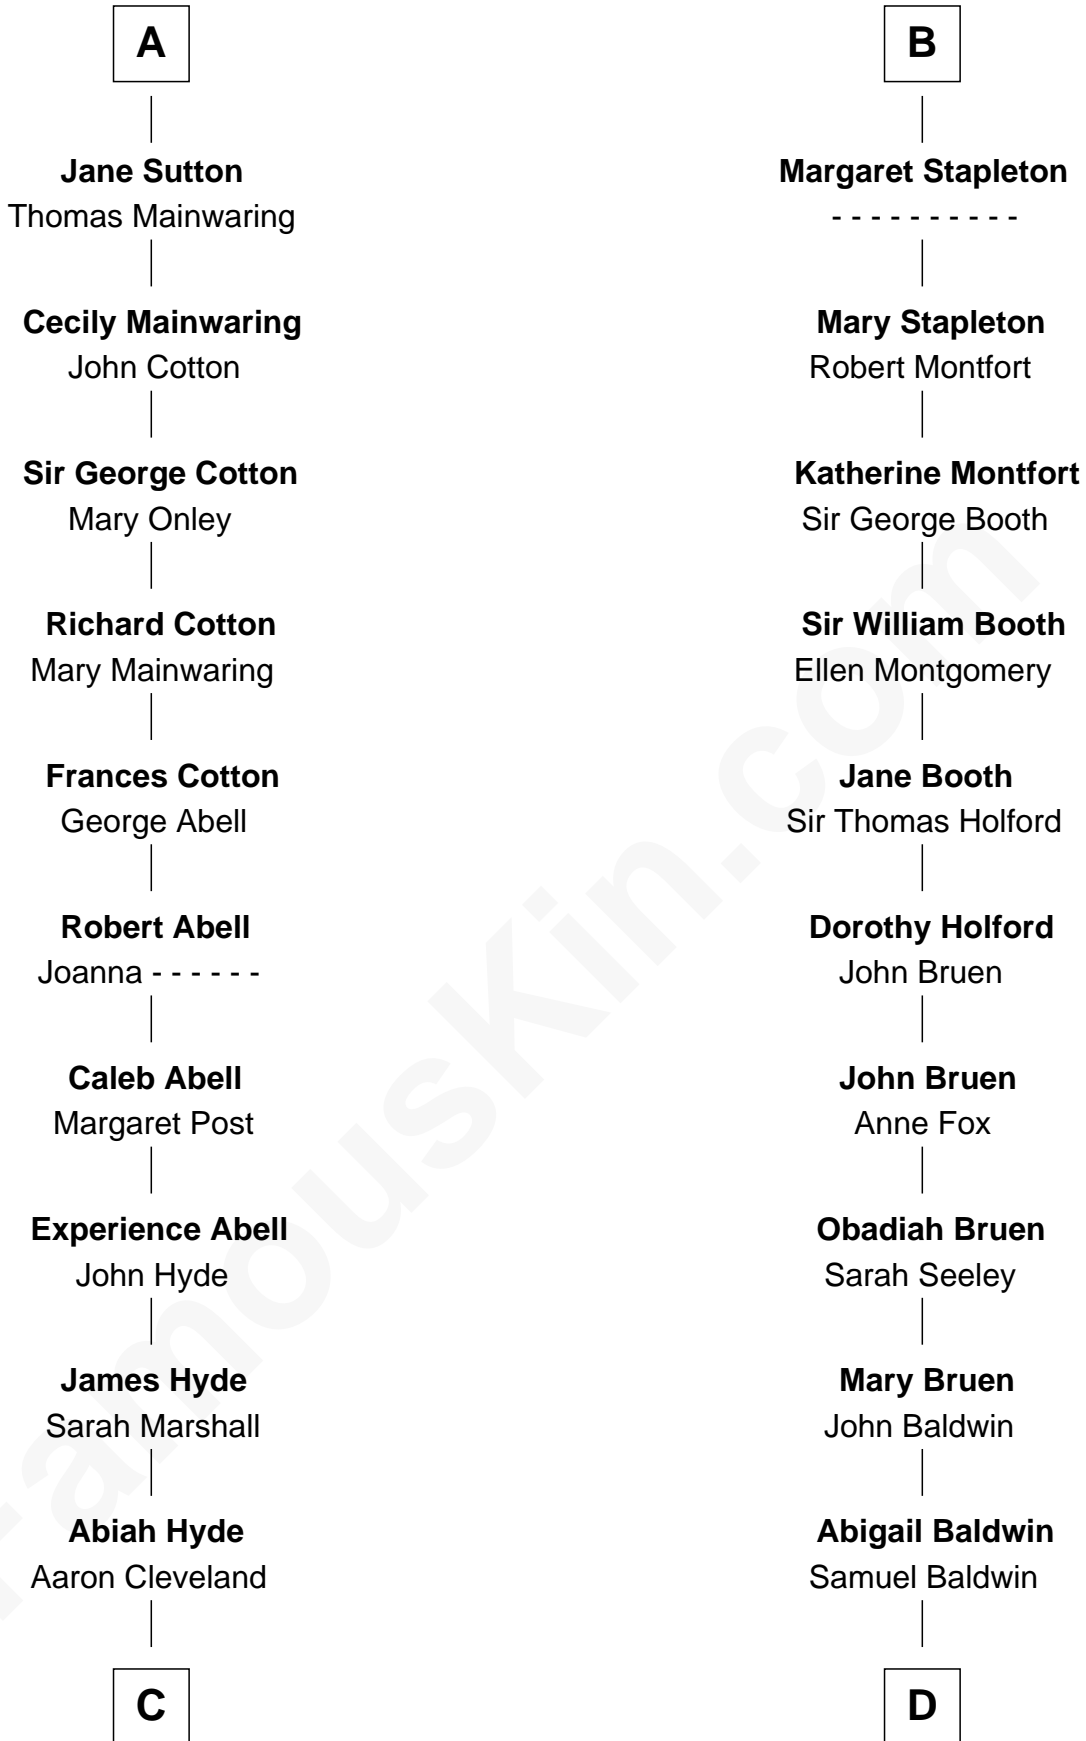 A
Jane Sutton
Thomas Mainwaring
Cecily Mainwaring
John Cotton
Sir George Cotton
Mary Onley
Richard Cotton
Mary Mainwaring
Frances Cotton
George Abell
Robert Abell
Joanna - - - - - -
Caleb Abell
Margaret Post
Experience Abell
John Hyde
James Hyde
Sarah Marshall
Abiah Hyde
Aaron Cleveland
C
B
Margaret Stapleton
- - - - - - - - - -
Mary Stapleton
Robert Montfort
Katherine Montfort
Sir George Booth
Sir William Booth
Ellen Montgomery
Jane Booth
Sir Thomas Holford
Dorothy Holford
John Bruen
John Bruen
Anne Fox
Obadiah Bruen
Sarah Seeley
Mary Bruen
John Baldwin
Abigail Baldwin
Samuel Baldwin
D
FamousKin.com